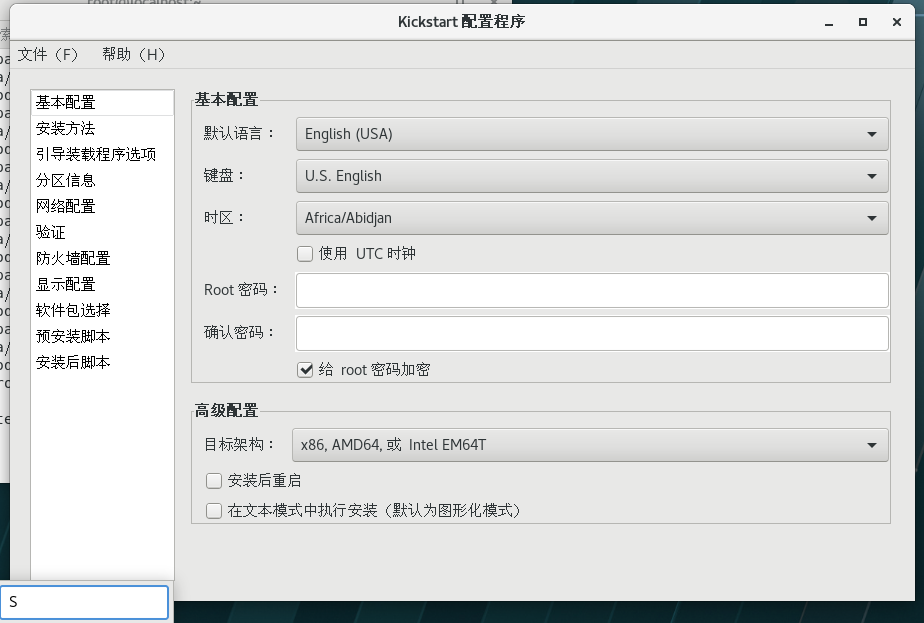 Kickstart 配置程序
文件（F） 帮助（H）
基本配置
安装方法
引导装载程序选项
分区信息
网络配置
验证
防火墙配置
显示配置
软件包选择
预安装脚本
安装后脚本
基本配置
默认语言： English (USA)
键盘： U.S. English
时区： Africa/Abidjan
使用 UTC 时钟
Root 密码：
确认密码：
给 root 密码加密
高级配置
目标架构： x86, AMD64, 或 Intel EM64T
安装后重启
在文本模式中执行安装（默认为图形化模式）
S